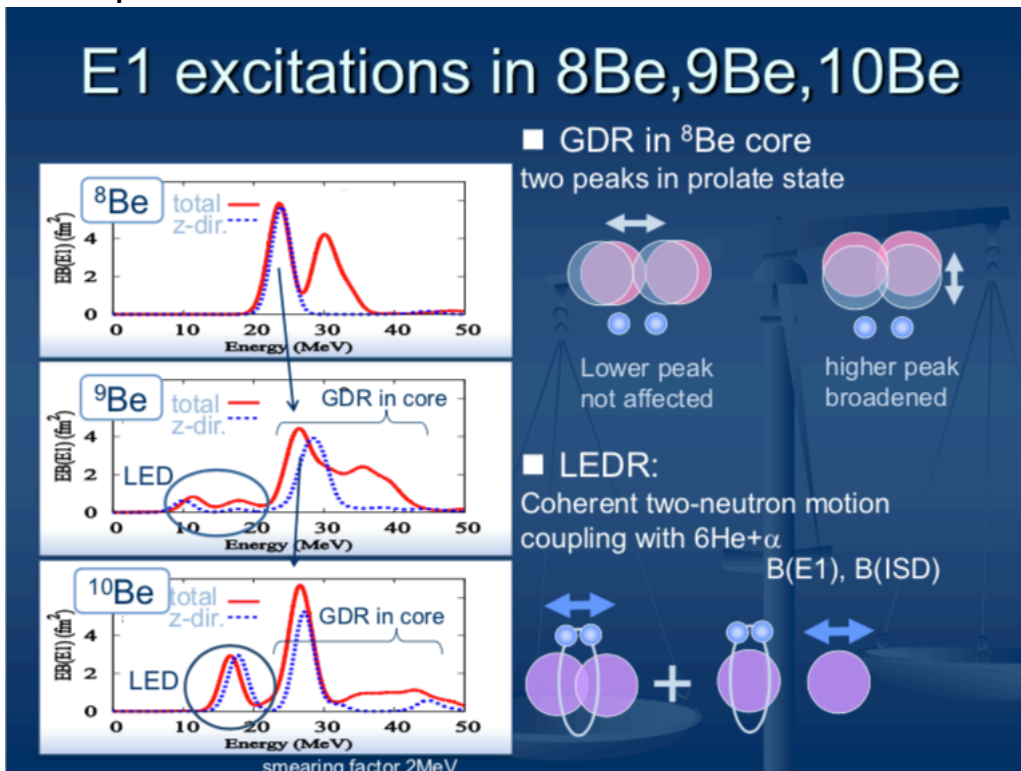 E1 excitations in 8Be,9Be,10Be
GDR in ⁸Be core
two peaks in prolate state
Lower peak
not affected
higher peak
broadened
LEDR:
Coherent two-neutron motion
coupling with 6He+α
B(E1), B(ISD)
⁸Be
total
z-dir.
EB(E1) (fm²)
4
2
0
0 10 20 30 40 50
Energy (MeV)
⁹Be
total
z-dir.
GDR in core
LED
EB(E1) (fm²)
4
2
0
0 10 20 30 40 50
Energy (MeV)
¹⁰Be
total
z-dir.
GDR in core
LED
EB(E1) (fm²)
4
2
0
0 10 20 30 40 50
Energy (MeV)
smearing factor 2MeV
+